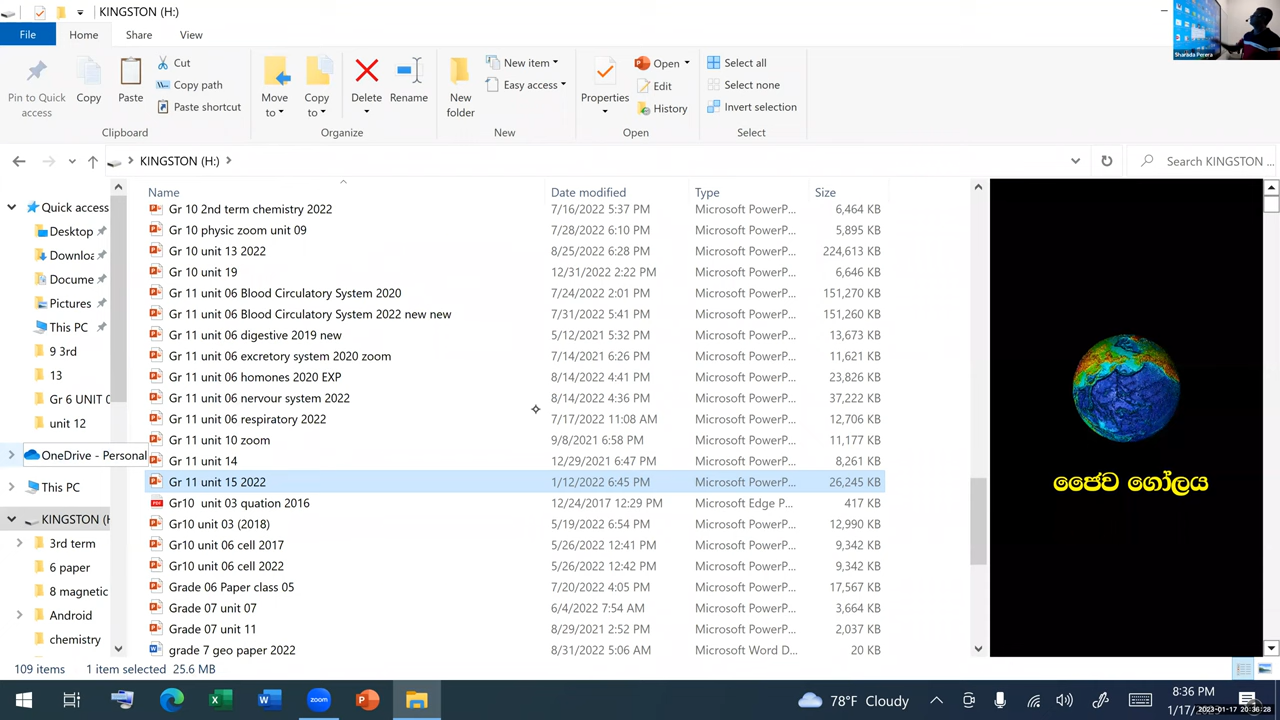 KINGSTON (H:)
File
Home
Share
View
Sharada Perera
Pin to Quick access
Copy
Paste
Cut
Copy path
Paste shortcut
Clipboard
Move to
Copy to
Delete
Rename
Organize
New folder
New item
Easy access
New
Properties
Open
Edit
History
Open
Select all
Select none
Invert selection
Select
KINGSTON (H:)
Search KINGSTON ...
Name Date modified Type Size
Gr 10 2nd term chemistry 2022 7/16/2022 5:37 PM Microsoft PowerP... 6,464 KB
Gr 10 physic zoom unit 09 7/28/2022 6:10 PM Microsoft PowerP... 5,895 KB
Gr 10 unit 13 2022 8/25/2022 6:28 PM Microsoft PowerP... 224,613 KB
Gr 10 unit 19 12/31/2022 2:22 PM Microsoft PowerP... 6,646 KB
Gr 11 unit 06 Blood Circulatory System 2020 7/24/2022 2:01 PM Microsoft PowerP... 151,270 KB
Gr 11 unit 06 Blood Circulatory System 2022 new new 7/31/2022 5:41 PM Microsoft PowerP... 151,260 KB
Gr 11 unit 06 digestive 2019 new 5/12/2021 5:32 PM Microsoft PowerP... 13,673 KB
Gr 11 unit 06 excretory system 2020 zoom 7/14/2021 6:26 PM Microsoft PowerP... 11,621 KB
Gr 11 unit 06 homones 2020 EXP 8/14/2022 4:41 PM Microsoft PowerP... 23,826 KB
Gr 11 unit 06 nervour system 2022 8/14/2022 4:36 PM Microsoft PowerP... 37,222 KB
Gr 11 unit 06 respiratory 2022 7/17/2022 11:08 AM Microsoft PowerP... 12,706 KB
Gr 11 unit 10 zoom 9/8/2021 6:58 PM Microsoft PowerP... 11,177 KB
Gr 11 unit 14 12/29/2021 6:47 PM Microsoft PowerP... 8,261 KB
Gr 11 unit 15 2022 1/12/2022 6:45 PM Microsoft PowerP... 26,245 KB
Gr10 unit 03 quation 2016 12/24/2017 12:29 PM Microsoft Edge P... 417 KB
Gr10 unit 03 (2018) 5/19/2022 6:54 PM Microsoft PowerP... 12,990 KB
Gr10 unit 06 cell 2017 5/26/2022 12:41 PM Microsoft PowerP... 9,342 KB
Gr10 unit 06 cell 2022 5/26/2022 12:42 PM Microsoft PowerP... 9,342 KB
Grade 06 Paper class 05 7/20/2022 4:05 PM Microsoft PowerP... 17,567 KB
Grade 07 unit 07 6/4/2022 7:54 AM Microsoft PowerP... 3,664 KB
Grade 07 unit 11 8/29/2021 2:52 PM Microsoft PowerP... 2,037 KB
grade 7 geo paper 2022 8/31/2022 5:06 AM Microsoft Word D... 20 KB
Quick access
Desktop
Downloa
Docume
Pictures
This PC
9 3rd
13
Gr 6 UNIT 0
unit 12
OneDrive - Personal
This PC
KINGSTON (H
3rd term
6 paper
8 magnetic
Android
chemistry
ජෛව ගෝලය
109 items 1 item selected 25.6 MB
zoom
78°F Cloudy
8:36 PM
2023-01-17 20:36:28